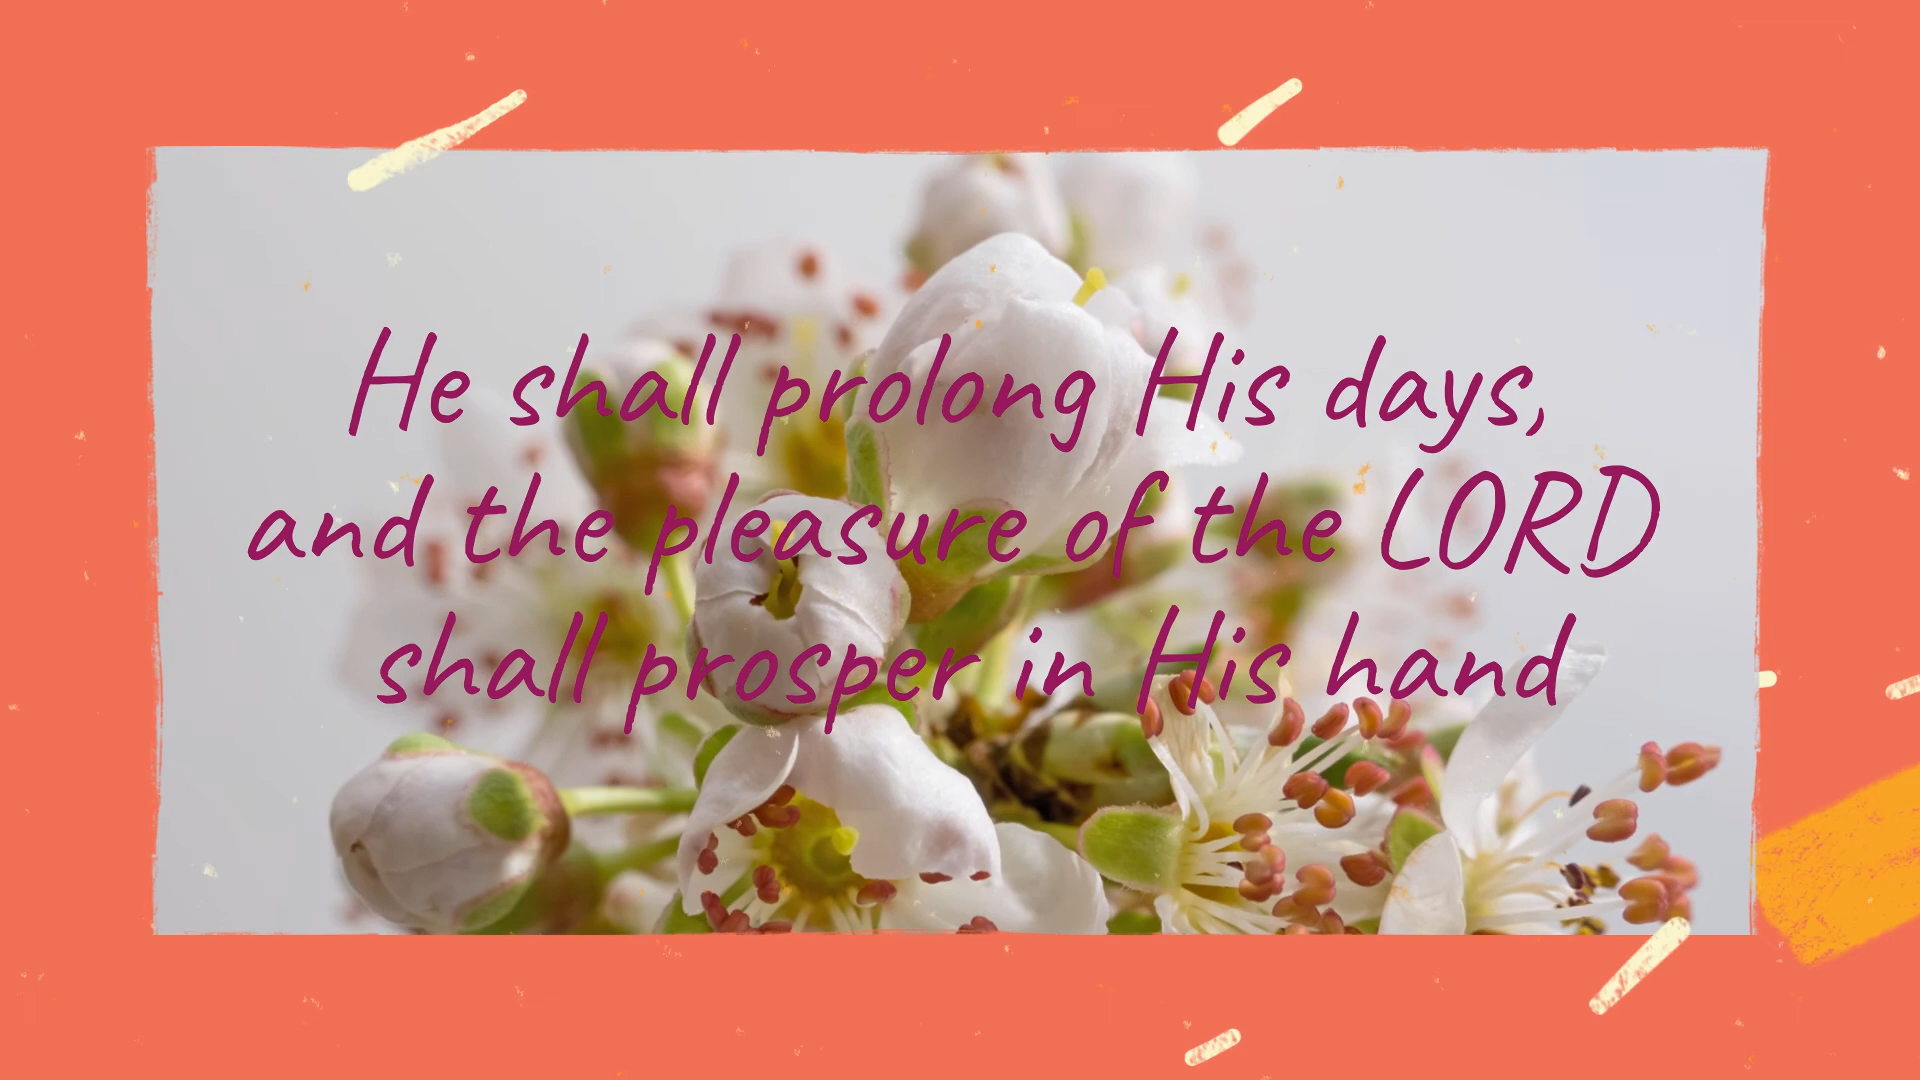 He shall prolong His days,
and the pleasure of the LORD
shall prosper in His hand